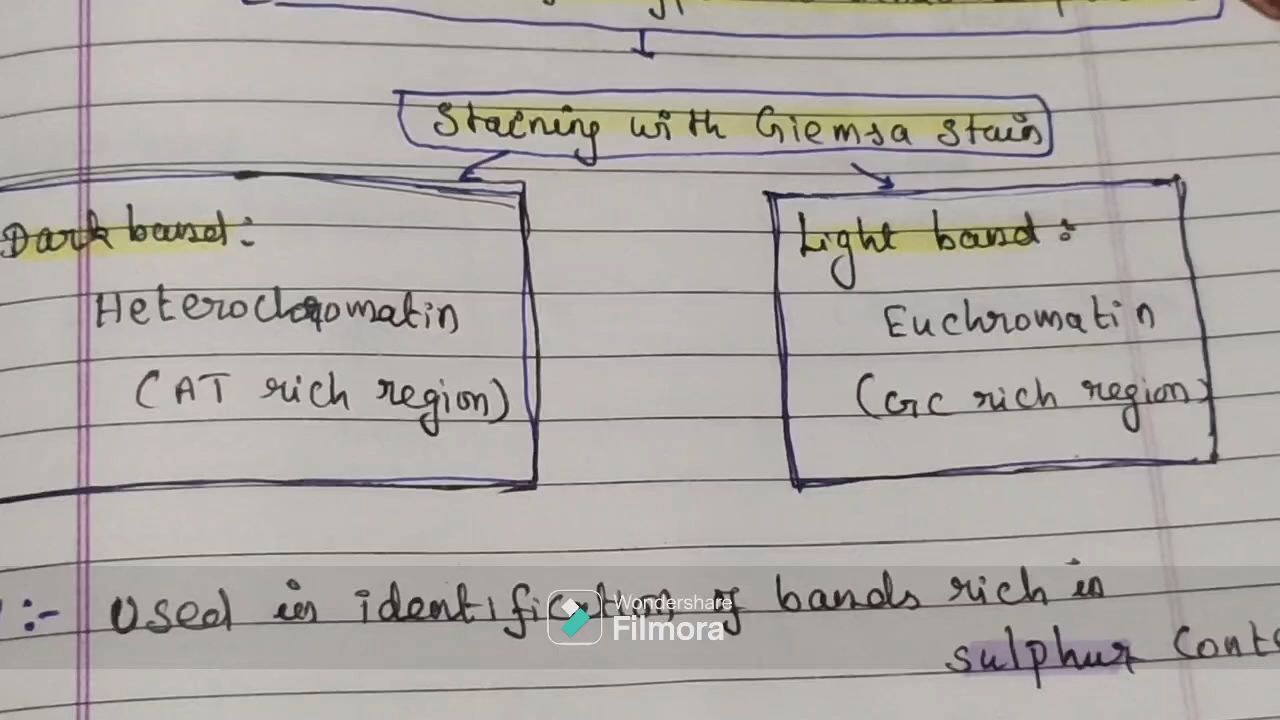 Staining with Giemsa stain
Dark band:
Heterochromatin
(AT rich region)
Light band:
Euchromatin
(GC rich region)
:- Used in identification of bands rich in
sulphur
Wondershare
Filmora